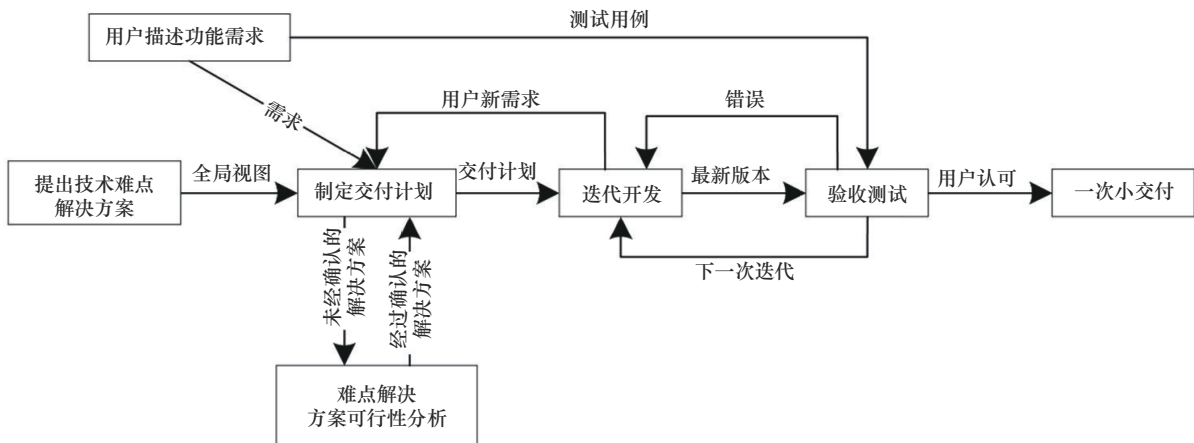 测试用例
用户描述功能需求
需求
用户新需求
错误
提出技术难点
解决方案
全局视图
制定交付计划
交付计划
迭代开发
最新版本
验收测试
用户认可
一次小交付
下一次迭代
未经确认的
解决方案
经过确认的
解决方案
难点解决
方案可行性分析